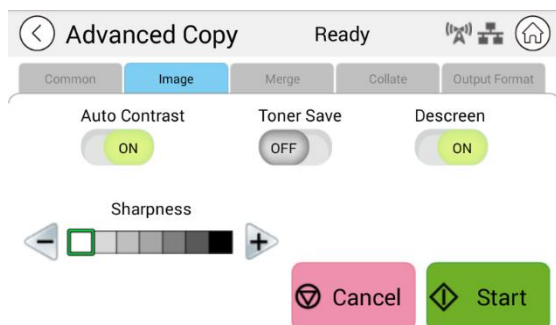 Advanced Copy Ready
Common Image Merge Collate Output Format
Auto Contrast Toner Save Descreen
ON OFF ON
Sharpness
Cancel Start